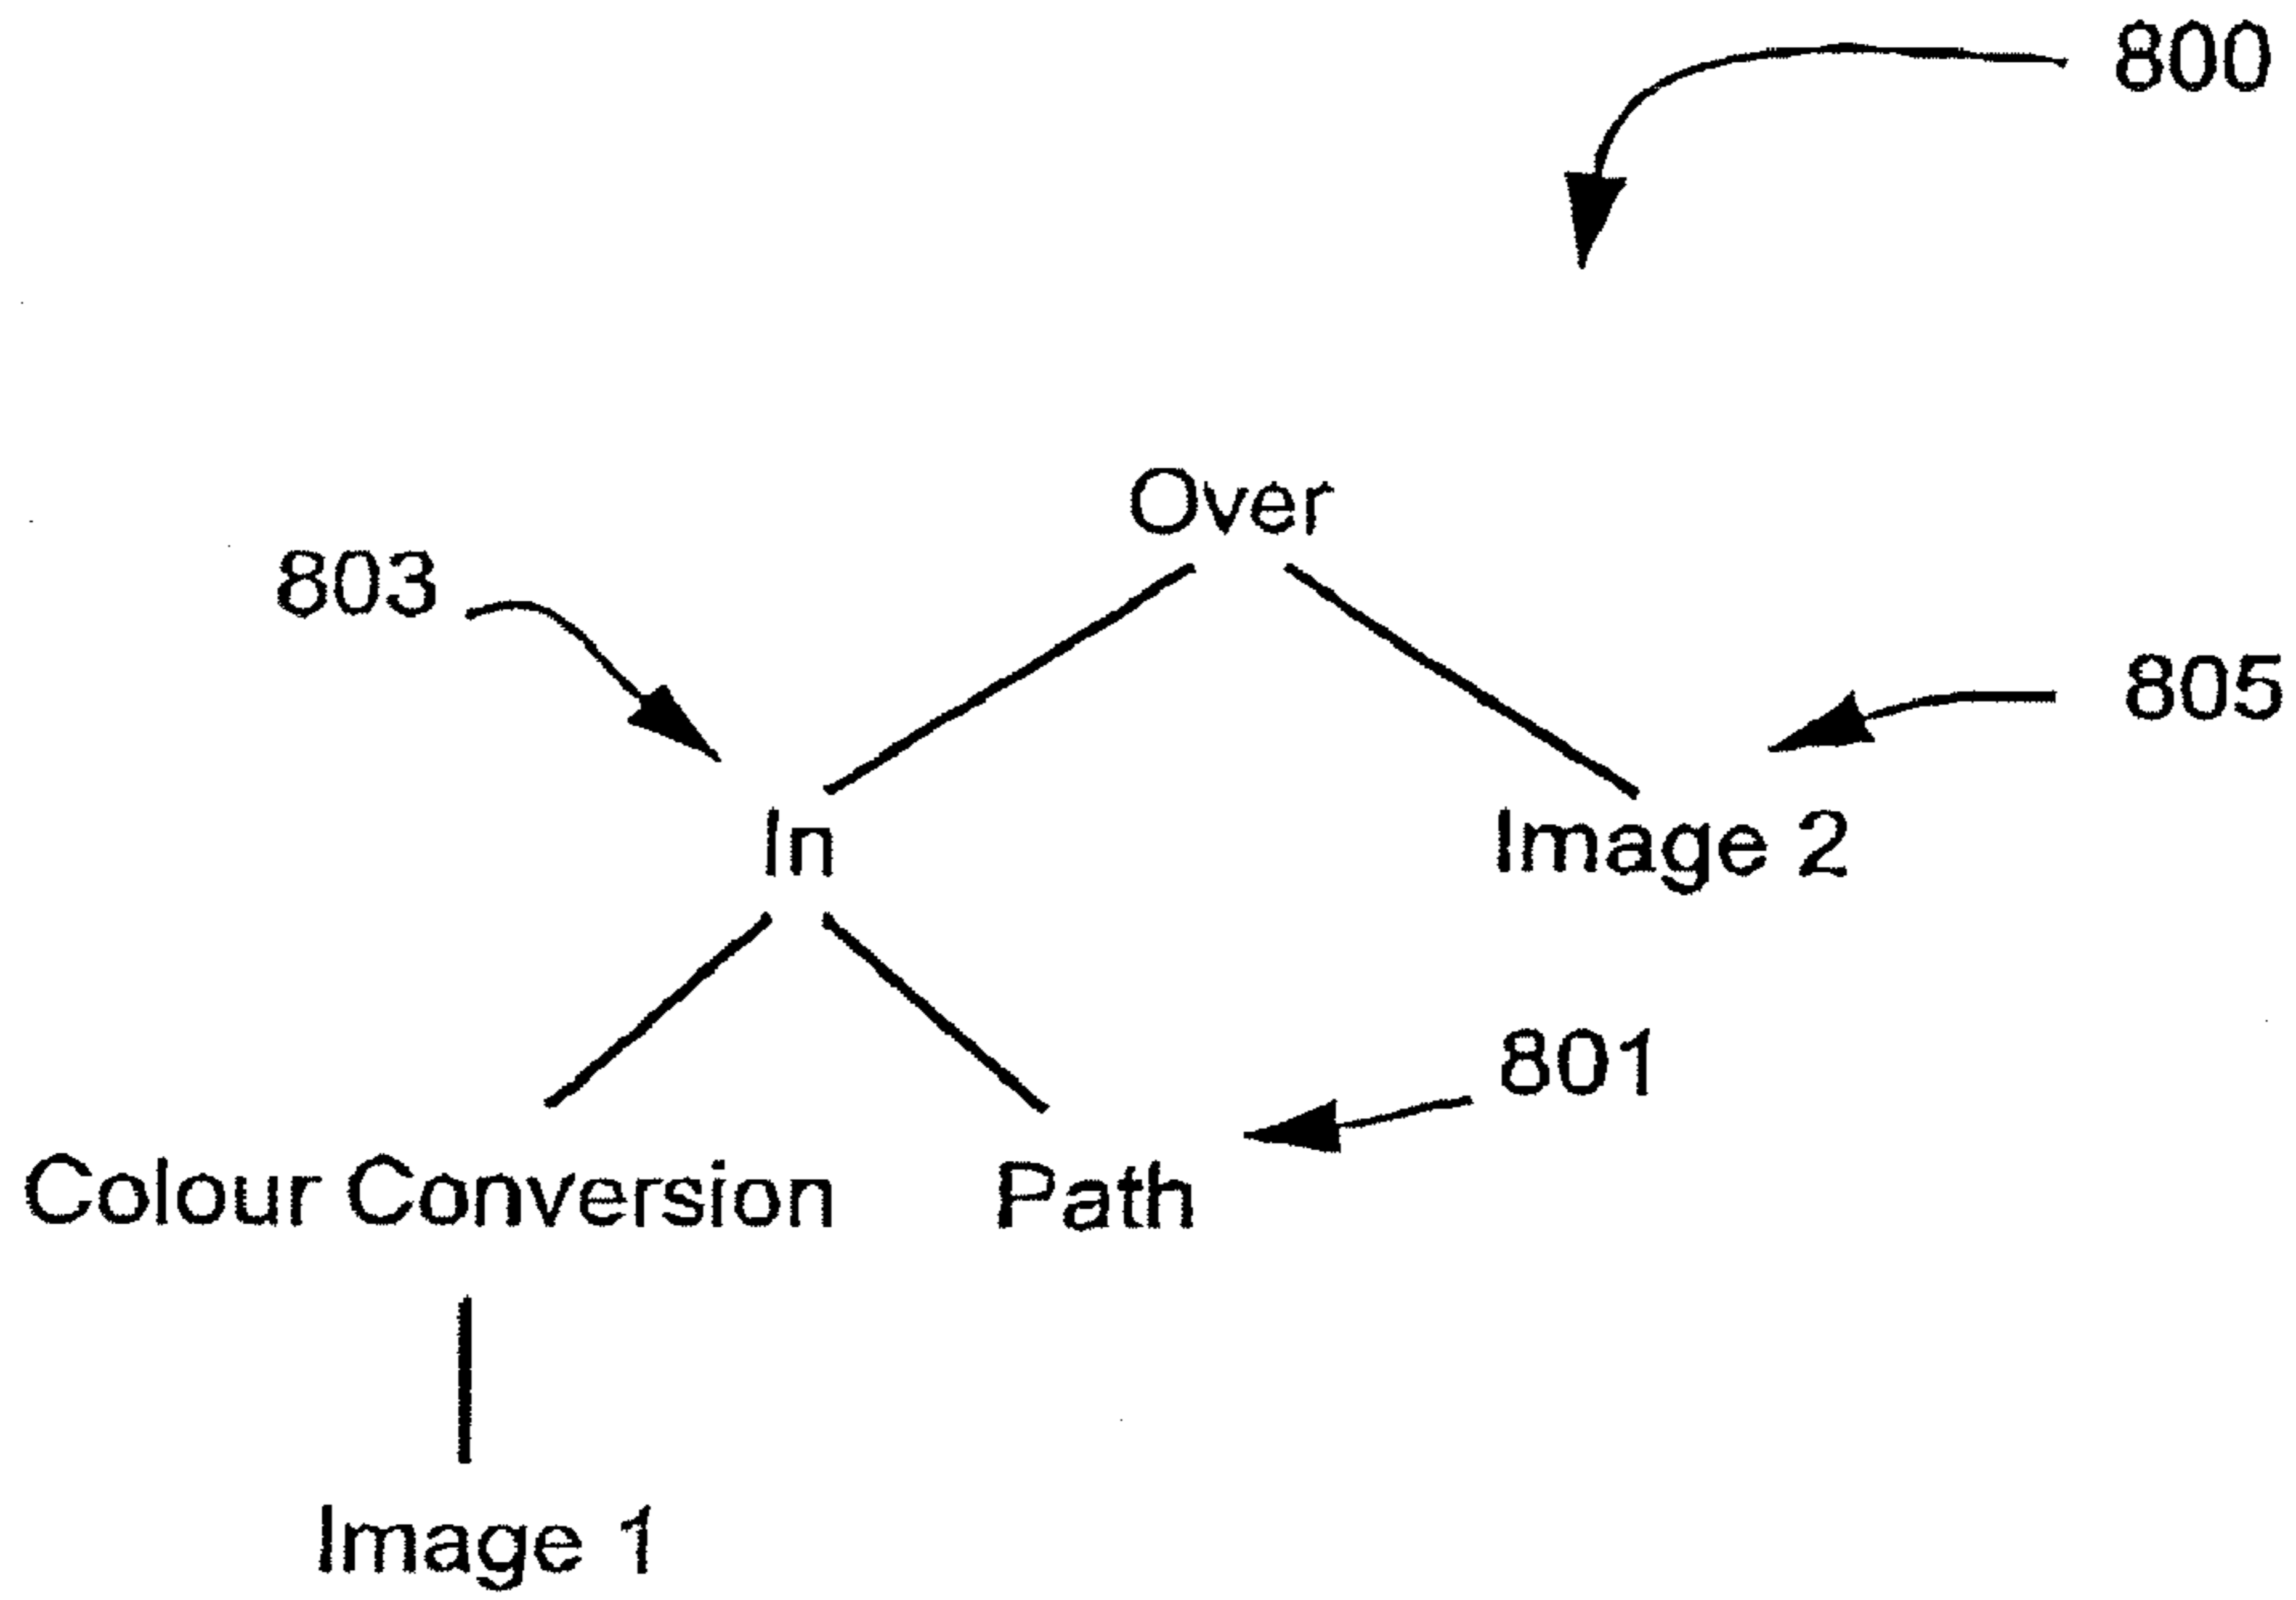 800
Over
803
805
In
Image 2
801
Colour Conversion
Path
Image 1